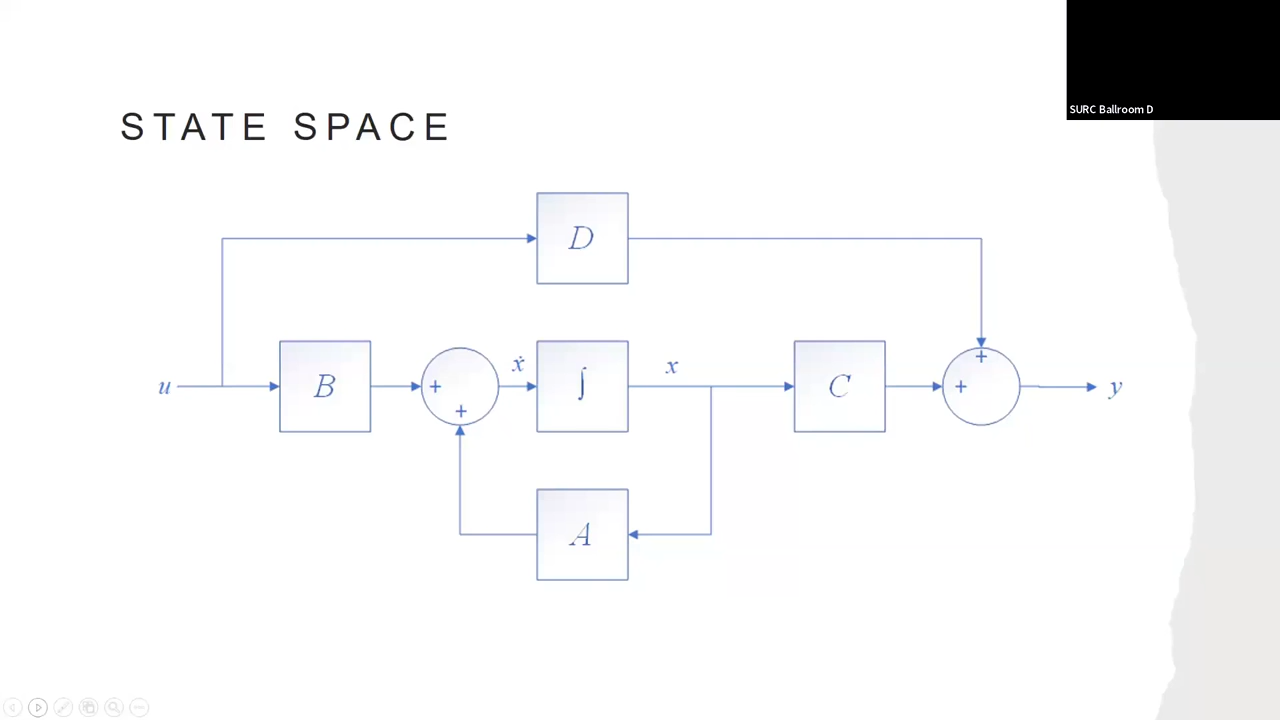 SURC Ballroom D
STATE SPACE
D
u
B
+
+
ẋ
∫
x
C
+
+
y
A